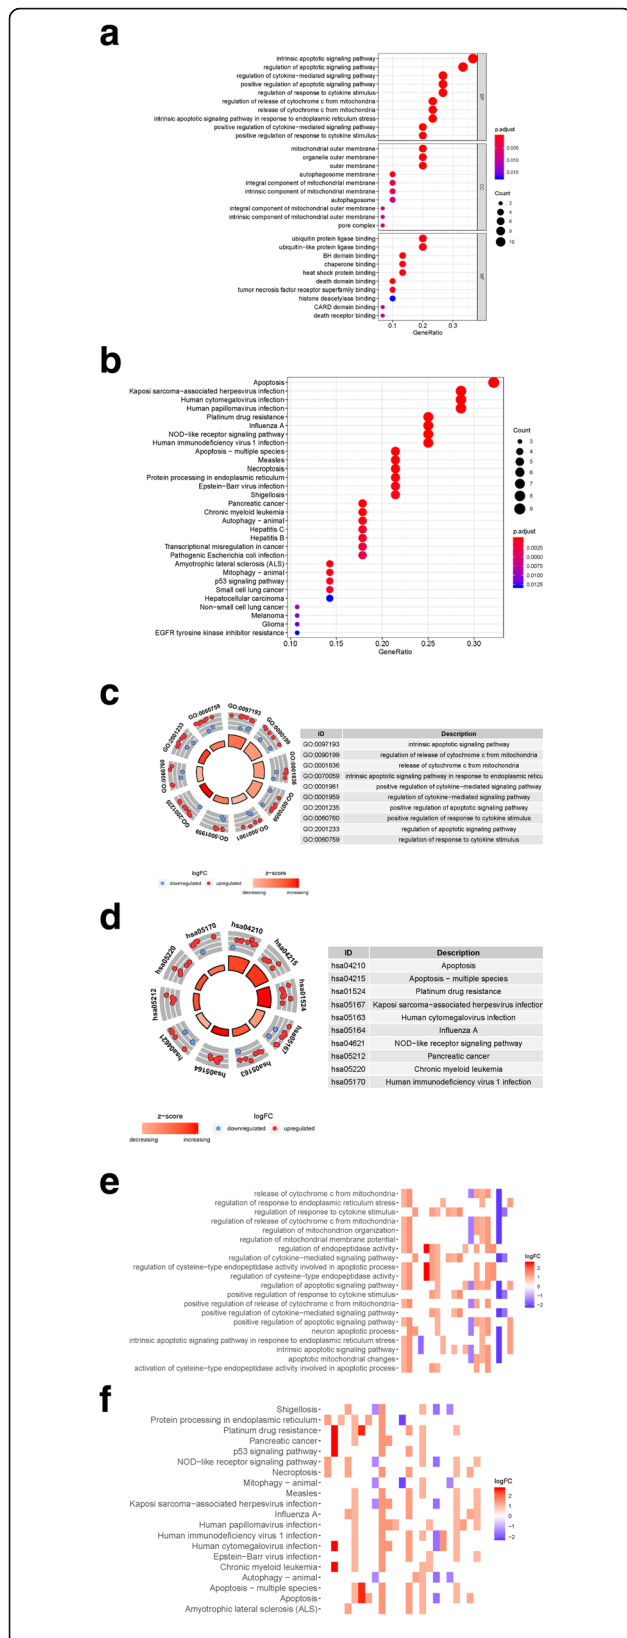 a
intrinsic apoptotic signaling pathway
regulation of apoptotic signaling pathway
regulation of cytokine−mediated signaling pathway
positive regulation of apoptotic signaling pathway
regulation of response to cytokine stimulus
regulation of release of cytochrome c from mitochondria
release of cytochrome c from mitochondria
intrinsic apoptotic signaling pathway in response to endoplasmic reticulum stress
positive regulation of cytokine−mediated signaling pathway
positive regulation of response to cytokine stimulus
BP
mitochondrial outer membrane
organelle outer membrane
outer membrane
autophagosome membrane
integral component of mitochondrial membrane
intrinsic component of mitochondrial membrane
autophagosome
integral component of mitochondrial outer membrane
intrinsic component of mitochondrial outer membrane
pore complex
CC
ubiquitin protein ligase binding
ubiquitin−like protein ligase binding
BH domain binding
chaperone binding
heat shock protein binding
death domain binding
tumor necrosis factor receptor superfamily binding
histone deacetylase binding
CARD domain binding
death receptor binding
MF
0.1 0.2 0.3
GeneRatio
p.adjust
0.005
0.010
0.015
Count
2
4
6
8
10
b
Apoptosis
Kaposi sarcoma−associated herpesvirus infection
Human cytomegalovirus infection
Human papillomavirus infection
Platinum drug resistance
Influenza A
NOD−like receptor signaling pathway
Human immunodeficiency virus 1 infection
Apoptosis − multiple species
Measles
Necroptosis
Protein processing in endoplasmic reticulum
Epstein−Barr virus infection
Shigellosis
Pancreatic cancer
Chronic myeloid leukemia
Autophagy − animal
Hepatitis C
Hepatitis B
Transcriptional misregulation in cancer
Pathogenic Escherichia coli infection
Amyotrophic lateral sclerosis (ALS)
Mitophagy − animal
p53 signaling pathway
Small cell lung cancer
Hepatocellular carcinoma
Non−small cell lung cancer
Melanoma
Glioma
EGFR tyrosine kinase inhibitor resistance
0.10 0.15 0.20 0.25 0.30
GeneRatio
Count
3
4
5
6
7
8
9
p.adjust
0.0025
0.0050
0.0075
0.0100
0.0125
c
GO:0097193
GO:0090199
GO:0001836
GO:0070059
GO:0001961
GO:0001959
GO:2001235
GO:0060760
GO:2001233
GO:0060759
ID Description
GO:0097193 intrinsic apoptotic signaling pathway
GO:0090199 regulation of release of cytochrome c from mitochondria
GO:0001836 release of cytochrome c from mitochondria
GO:0070059 intrinsic apoptotic signaling pathway in response to endoplasmic reticu
GO:0001961 positive regulation of cytokine−mediated signaling pathway
GO:0001959 regulation of cytokine−mediated signaling pathway
GO:2001235 positive regulation of apoptotic signaling pathway
GO:0060760 positive regulation of response to cytokine stimulus
GO:2001233 regulation of apoptotic signaling pathway
GO:0060759 regulation of response to cytokine stimulus
logFC
downregulated upregulated
z−score
decreasing increasing
d
hsa04210
hsa04215
hsa01524
hsa05167
hsa05163
hsa05164
hsa04621
hsa05212
hsa05220
hsa05170
ID Description
hsa04210 Apoptosis
hsa04215 Apoptosis − multiple species
hsa01524 Platinum drug resistance
hsa05167 Kaposi sarcoma−associated herpesvirus infection
hsa05163 Human cytomegalovirus infection
hsa05164 Influenza A
hsa04621 NOD−like receptor signaling pathway
hsa05212 Pancreatic cancer
hsa05220 Chronic myeloid leukemia
hsa05170 Human immunodeficiency virus 1 infection
z−score
decreasing increasing
logFC
downregulated upregulated
e
release of cytochrome c from mitochondria
regulation of response to endoplasmic reticulum stress
regulation of response to cytokine stimulus
regulation of release of cytochrome c from mitochondria
regulation of mitochondrion organization
regulation of mitochondrial membrane potential
regulation of endopeptidase activity
regulation of cytokine−mediated signaling pathway
regulation of cysteine−type endopeptidase activity involved in apoptotic process
regulation of cysteine−type endopeptidase activity
regulation of apoptotic signaling pathway
positive regulation of response to cytokine stimulus
positive regulation of release of cytochrome c from mitochondria
positive regulation of cytokine−mediated signaling pathway
positive regulation of apoptotic signaling pathway
neuron apoptotic process
intrinsic apoptotic signaling pathway in response to endoplasmic reticulum stress
intrinsic apoptotic signaling pathway
apoptotic mitochondrial changes
activation of cysteine−type endopeptidase activity involved in apoptotic process
logFC
2
1
0
−1
−2
f
Shigellosis
Protein processing in endoplasmic reticulum
Platinum drug resistance
Pancreatic cancer
p53 signaling pathway
NOD−like receptor signaling pathway
Necroptosis
Mitophagy − animal
Measles
Kaposi sarcoma−associated herpesvirus infection
Influenza A
Human papillomavirus infection
Human immunodeficiency virus 1 infection
Human cytomegalovirus infection
Epstein−Barr virus infection
Chronic myeloid leukemia
Autophagy − animal
Apoptosis − multiple species
Apoptosis
Amyotrophic lateral sclerosis (ALS)
logFC
2
1
0
−1
−2